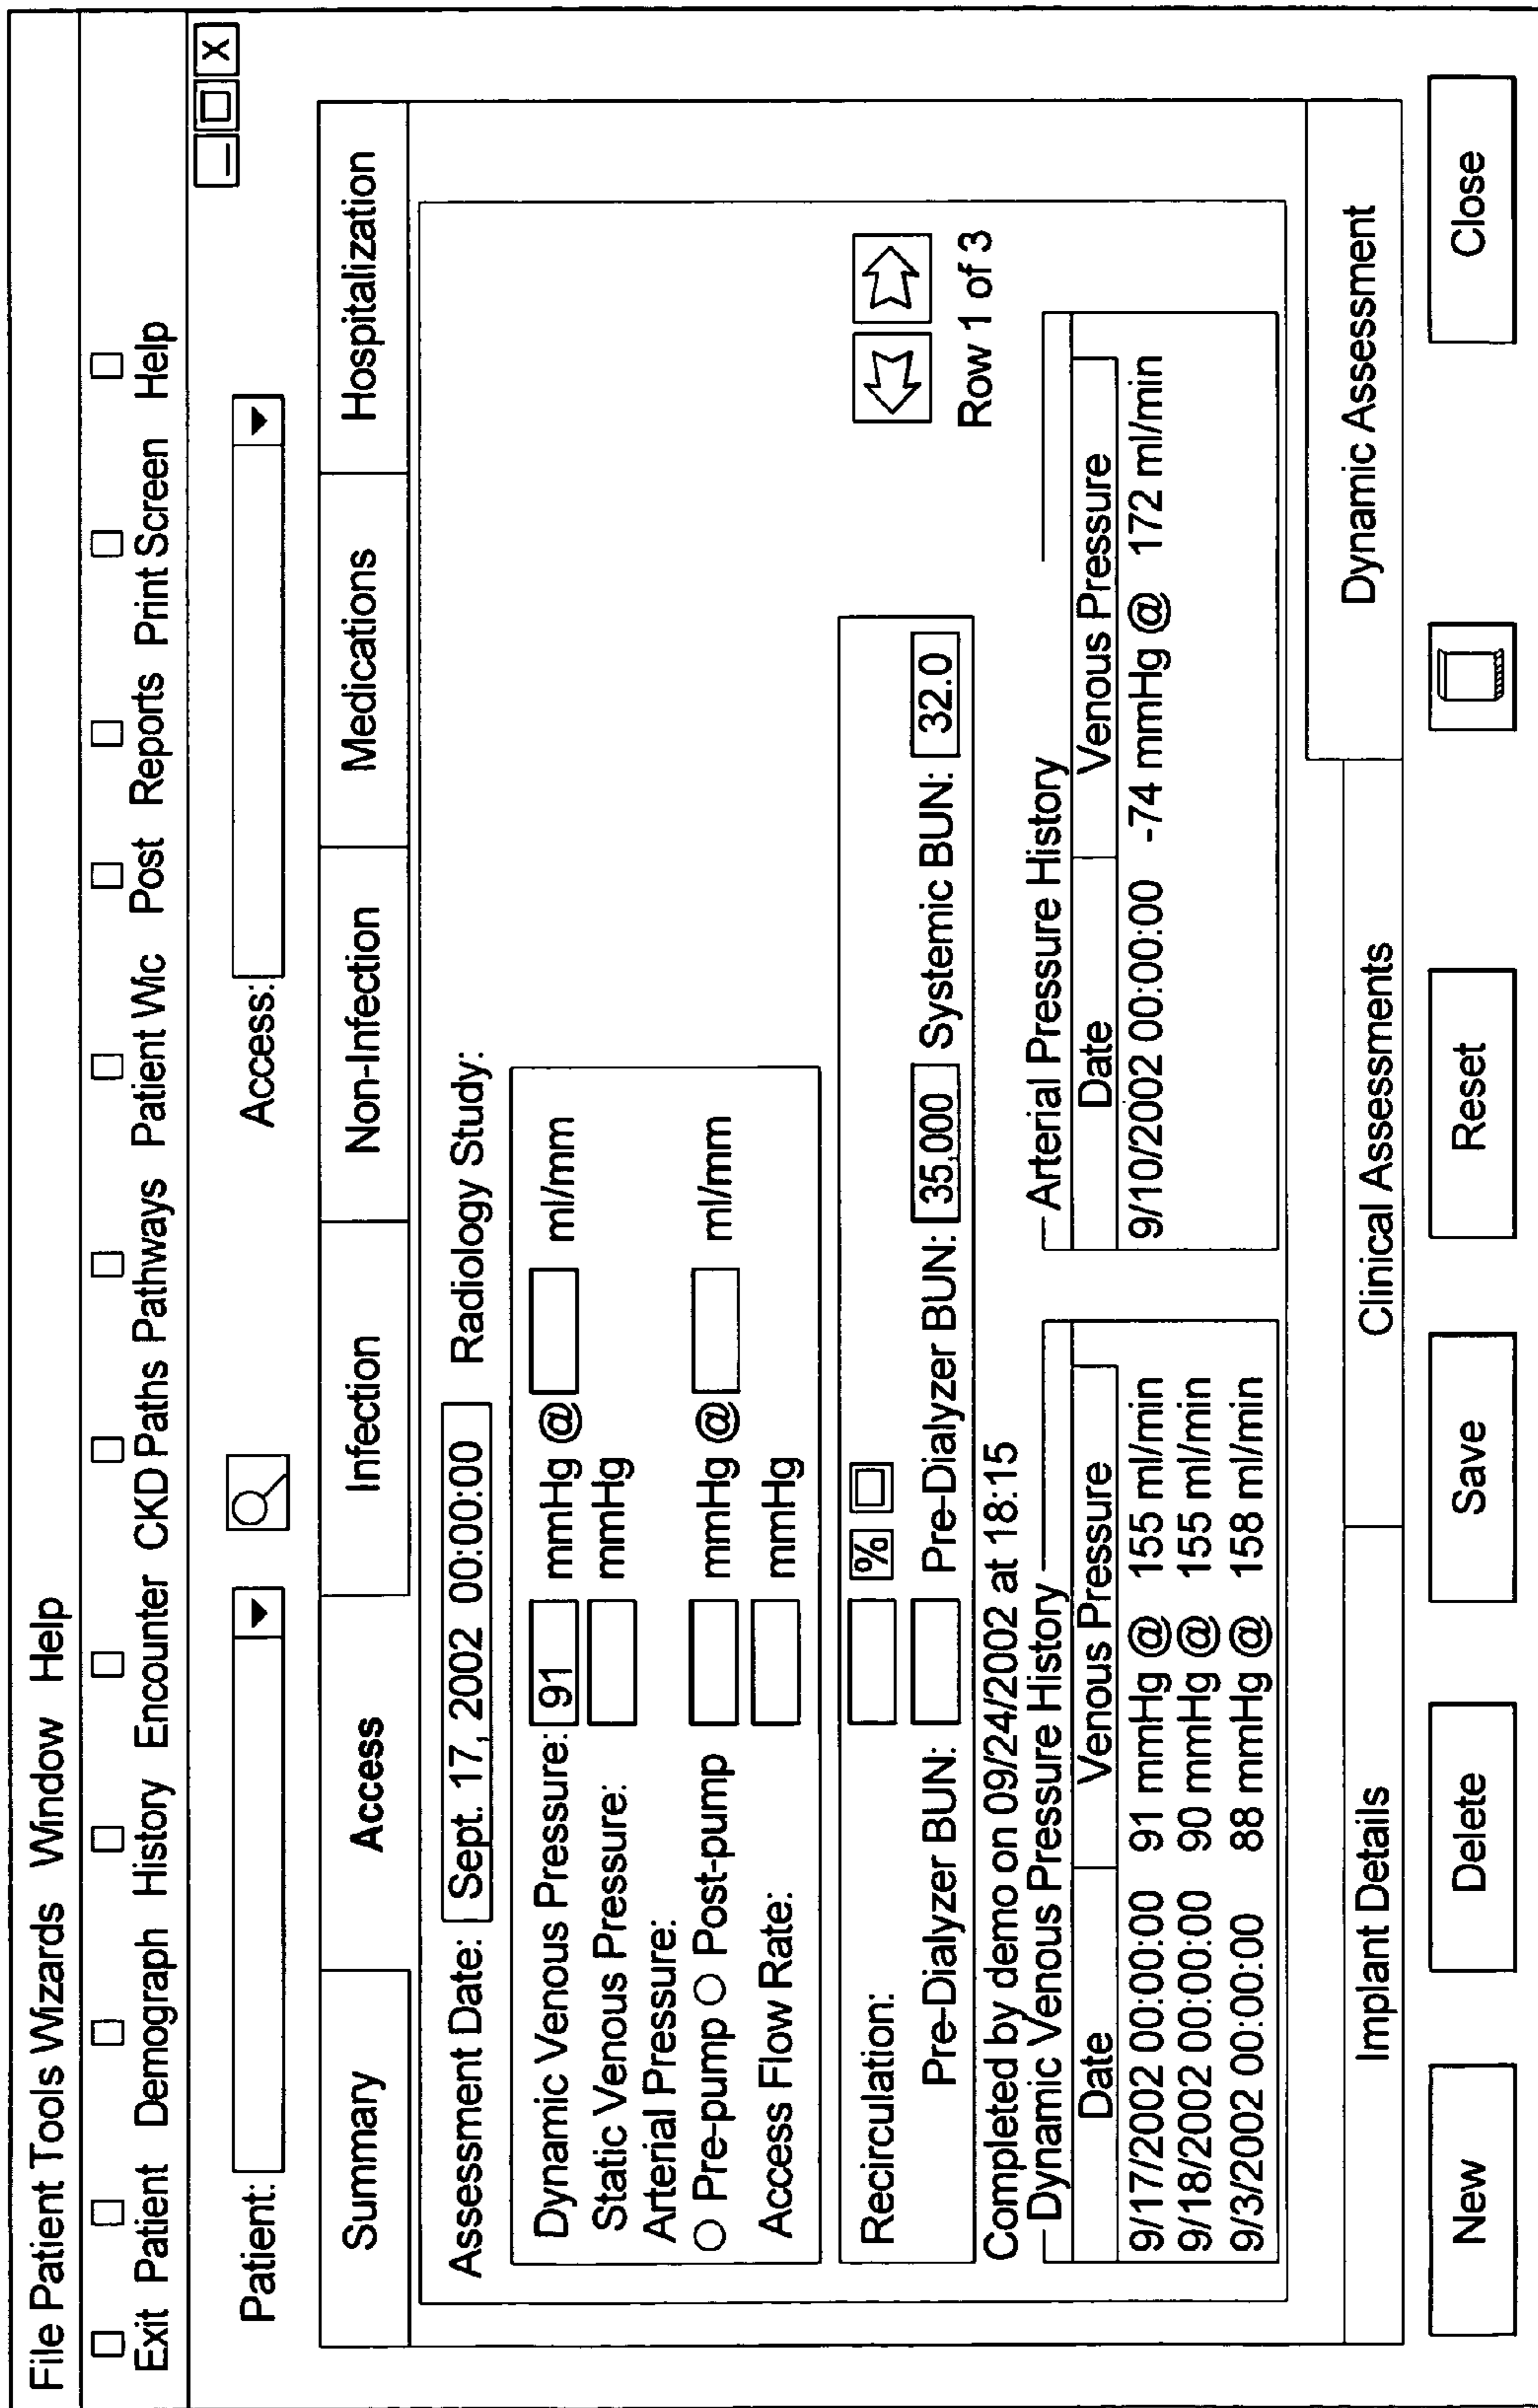 File Patient Tools Wizards Window Help
Exit Patient Demograph History Encounter CKD Paths Pathways Patient Wic Post Reports Print Screen Help
_ X
Patient: Access:
Summary Access Infection Non-Infection Medications Hospitalization
Assessment Date: Sept. 17, 2002 00:00:00 Radiology Study:
Dynamic Venous Pressure: 91 mmHg @ ml/mm
Static Venous Pressure: mmHg
Arterial Pressure:
Pre-pump Post-pump mmHg @ ml/mm
Access Flow Rate: mmHg
Recirculation: %
Pre-Dialyzer BUN: Pre-Dialyzer BUN: 35,000 Systemic BUN: 32.0
Row 1 of 3
Completed by demo on 09/24/2002 at 18:15
Dynamic Venous Pressure History Arterial Pressure History
Date Venous Pressure Date Venous Pressure
9/17/2002 00:00:00 91 mmHg @ 155 ml/min 9/10/2002 00:00:00 -74 mmHg @ 172 ml/min
9/18/2002 00:00:00 90 mmHg @ 155 ml/min
9/3/2002 00:00:00 88 mmHg @ 158 ml/min
Implant Details Clinical Assessments Dynamic Assessment
New Delete Save Reset Close